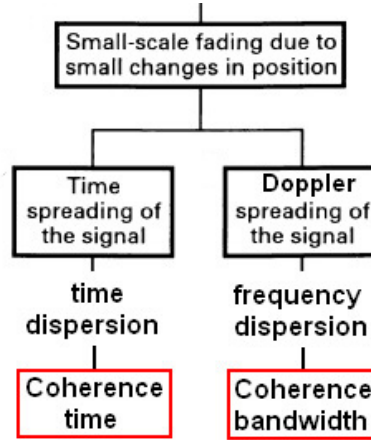 Small-scale fading due to
small changes in position
Time
spreading of
the signal
Doppler
spreading of
the signal
time
dispersion
frequency
dispersion
Coherence
time
Coherence
bandwidth